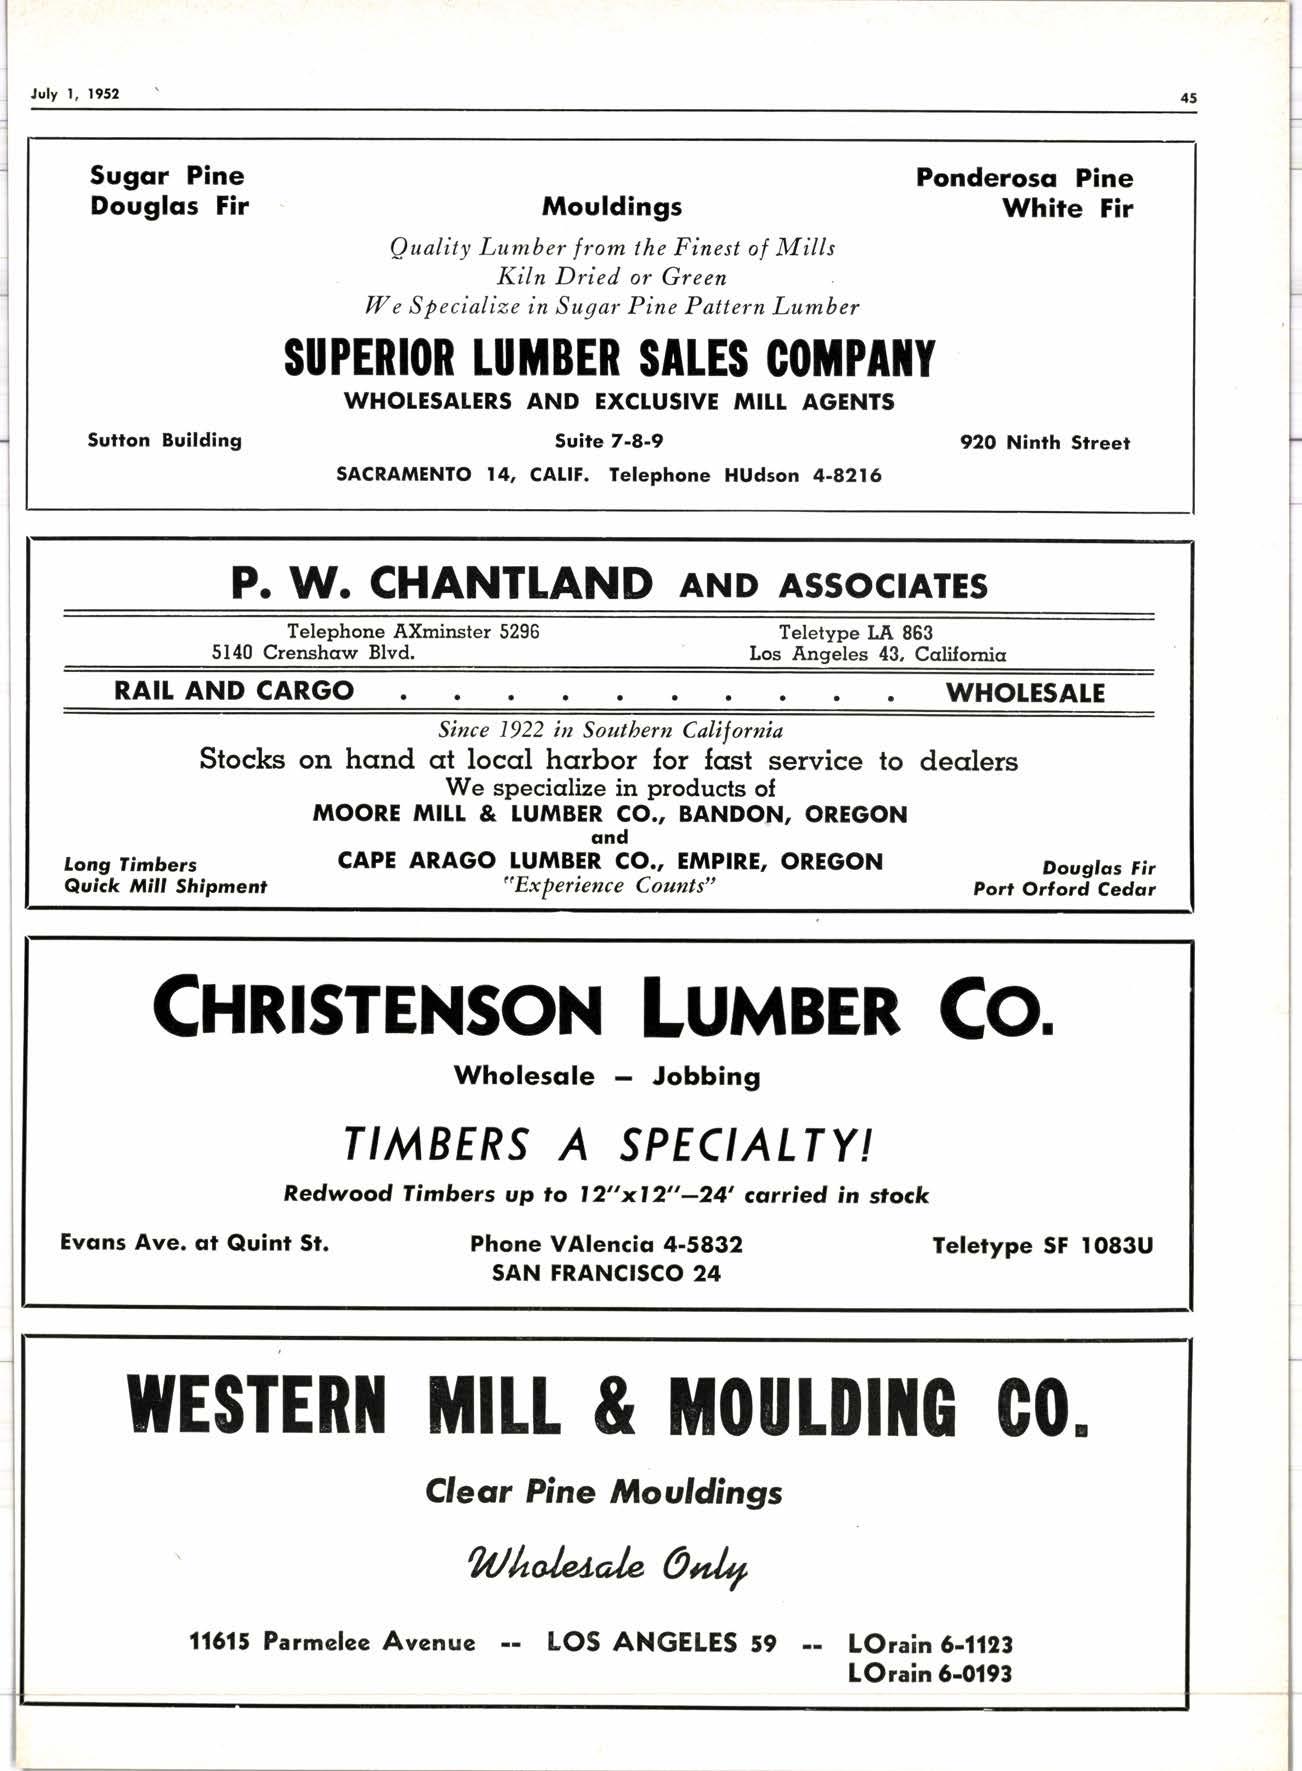 July 1, 1952
45
Sugar Pine
Douglas Fir
Mouldings
Ponderosa Pine
White Fir
Quality Lumber from the Finest of Mills
Kiln Dried or Green
We Specialize in Sugar Pine Pattern Lumber
SUPERIOR LUMBER SALES COMPANY
WHOLESALERS AND EXCLUSIVE MILL AGENTS
Sutton Building Suite 7-8-9 920 Ninth Street
SACRAMENTO 14, CALIF. Telephone HUdson 4-8216
P. W. CHANTLAND AND ASSOCIATES
Telephone AXminster 5296 Teletype LA 863
5140 Crenshaw Blvd. Los Angeles 43, California
RAIL AND CARGO . . . . . . . . . . WHOLESALE
Since 1922 in Southern California
Stocks on hand at local harbor for fast service to dealers
We specialize in products of
MOORE MILL & LUMBER CO., BANDON, OREGON
and
CAPE ARAGO LUMBER CO., EMPIRE, OREGON
"Experience Counts"
Long Timbers
Quick Mill Shipment
Douglas Fir
Port Orford Cedar
CHRISTENSON LUMBER CO.
Wholesale — Jobbing
TIMBERS A SPECIALTY!
Redwood Timbers up to 12"x12"—24' carried in stock
Evans Ave. at Quint St. Phone VAlencia 4-5832 Teletype SF 1083U
SAN FRANCISCO 24
WESTERN MILL & MOULDING CO.
Clear Pine Mouldings
Wholesale Only
11615 Parmelee Avenue -- LOS ANGELES 59 -- LOrain 6-1123
LOrain 6-0193